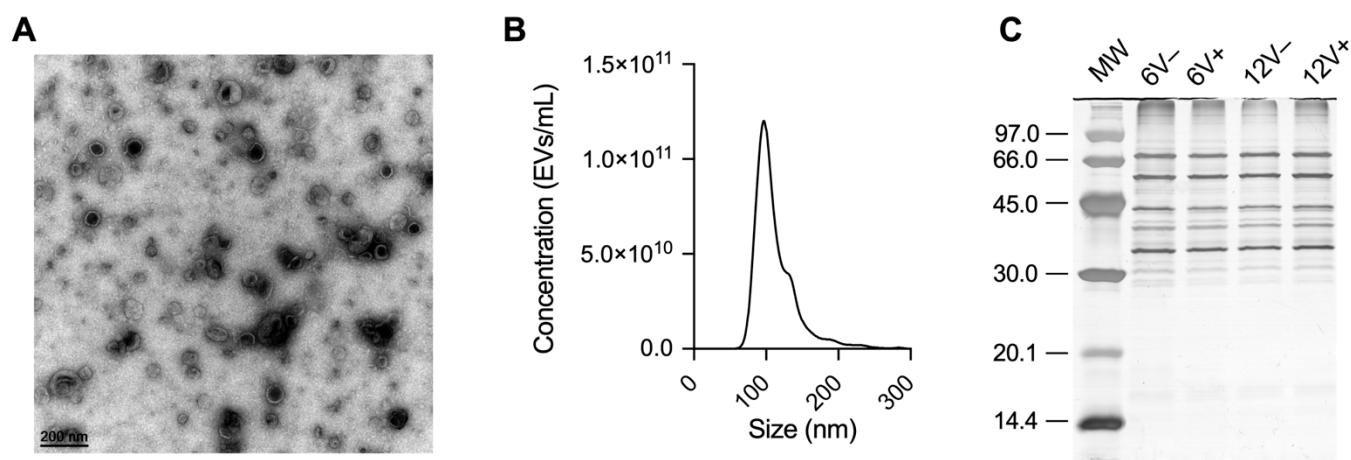 A
200 nm
B
Concentration (EVs/mL)
1.5×10¹¹
1.0×10¹¹
5.0×10¹⁰
0.0
0
100
200
300
Size (nm)
C
MW
6V–
6V+
12V–
12V+
97.0
66.0
45.0
30.0
20.1
14.4